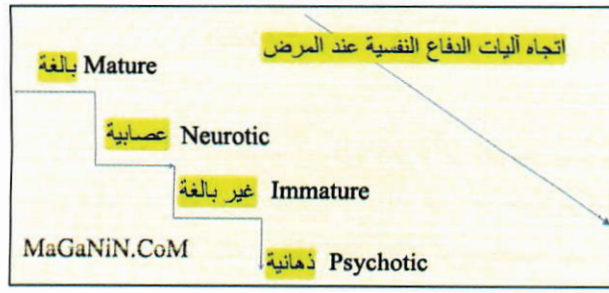 اتجاه آليات الدفاع النفسية عند المرض
بالغة Mature
عصابية Neurotic
غير بالغة Immature
MaGaNiN.CoM
ذهانية Psychotic